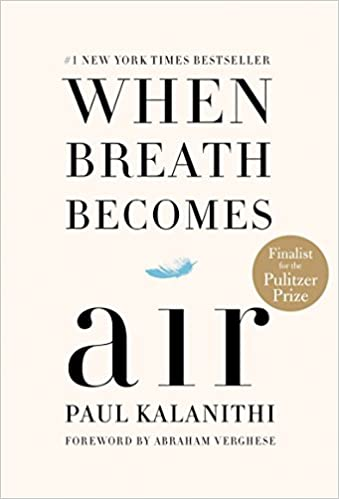 #1 NEW YORK TIMES BESTSELLER
WHEN
BREATH
BECOMES
Finalist
for the
Pulitzer
Prize
aır
PAUL KALANITHI
FOREWORD BY ABRAHAM VERGHESE